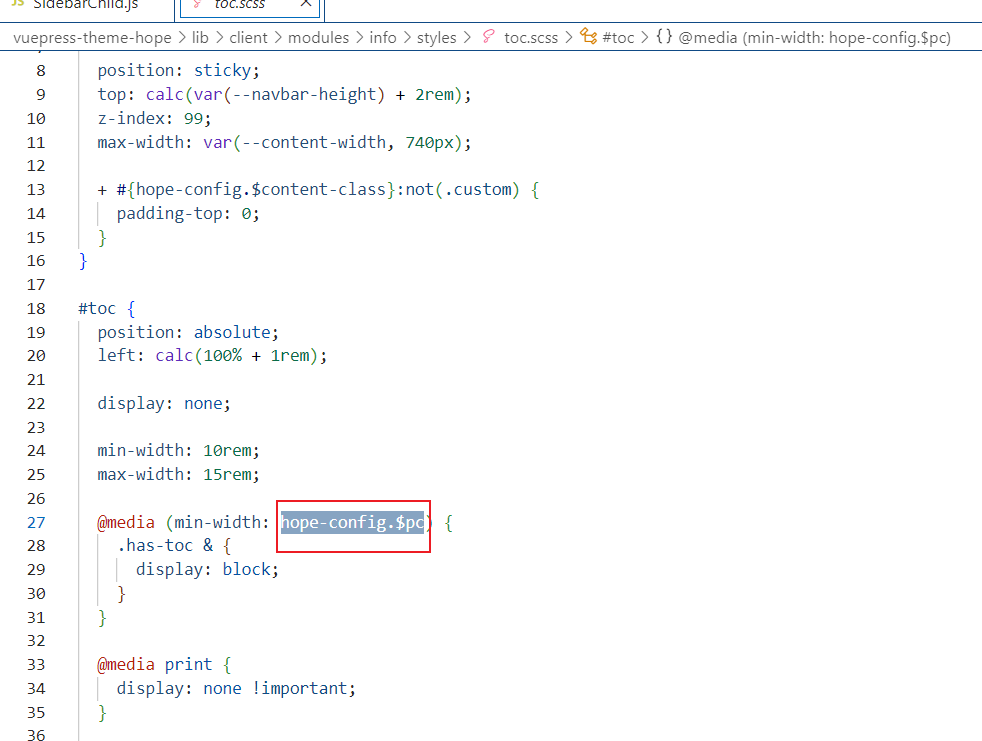 JS SidebarChild.js toc.scss ×
vuepress-theme-hope > lib > client > modules > info > styles > toc.scss > #toc > {} @media (min-width: hope-config.$pc)
8 position: sticky;
9 top: calc(var(--navbar-height) + 2rem);
10 z-index: 99;
11 max-width: var(--content-width, 740px);
12
13 + #{hope-config.$content-class}:not(.custom) {
14 padding-top: 0;
15 }
16 }
17
18 #toc {
19 position: absolute;
20 left: calc(100% + 1rem);
21
22 display: none;
23
24 min-width: 10rem;
25 max-width: 15rem;
26
27 @media (min-width: hope-config.$pc) {
28 .has-toc & {
29 display: block;
30 }
31 }
32
33 @media print {
34 display: none !important;
35 }
36